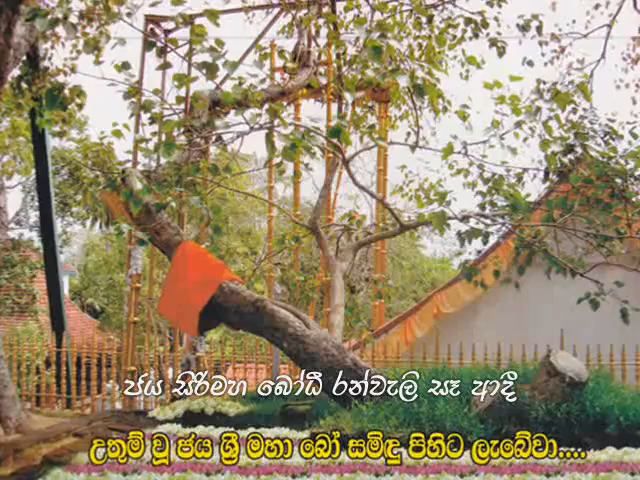 ජය සිරිමහ බෝධී රන්වැලි සෑ ආදී
උතුම් වූ ජය ශ්‍රී මහා බෝ සමිඳු පිහිට ලැබේවා....